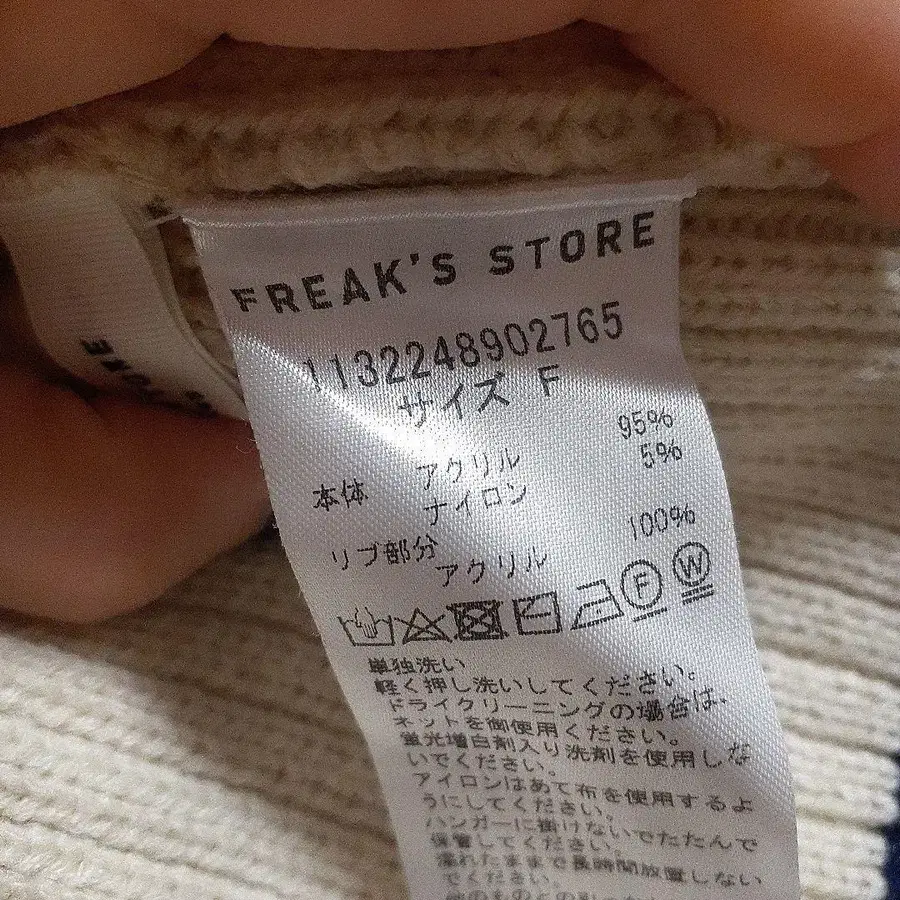 FREAK'S STORE
1132248902765
サイズ F
本体 アクリル 95%
ナイロン 5%
リブ部分
アクリル 100%
F W
単独洗い
軽く押し洗いしてください。
ドライクリーニングの場合は、
ネットを御使用ください。
蛍光増白剤入り洗剤を使用しな
いでください。
アイロンはあて布を使用するよ
うにしてください。
ハンガーに掛けないでたたんで
保管してください。
濡れたままで長時間放置しない
でください。